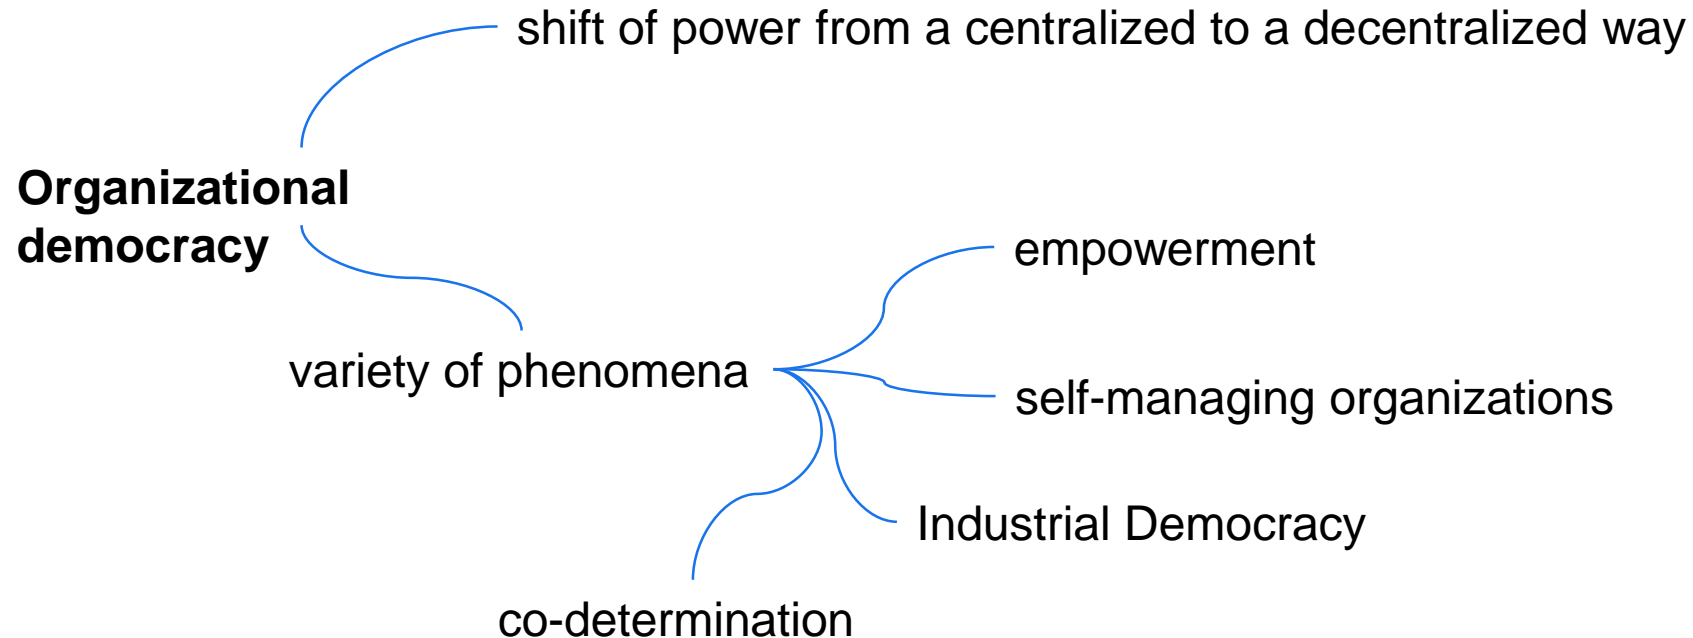 shift of power from a centralized to a decentralized way
Organizational
democracy
empowerment
variety of phenomena
self-managing organizations
Industrial Democracy
co-determination